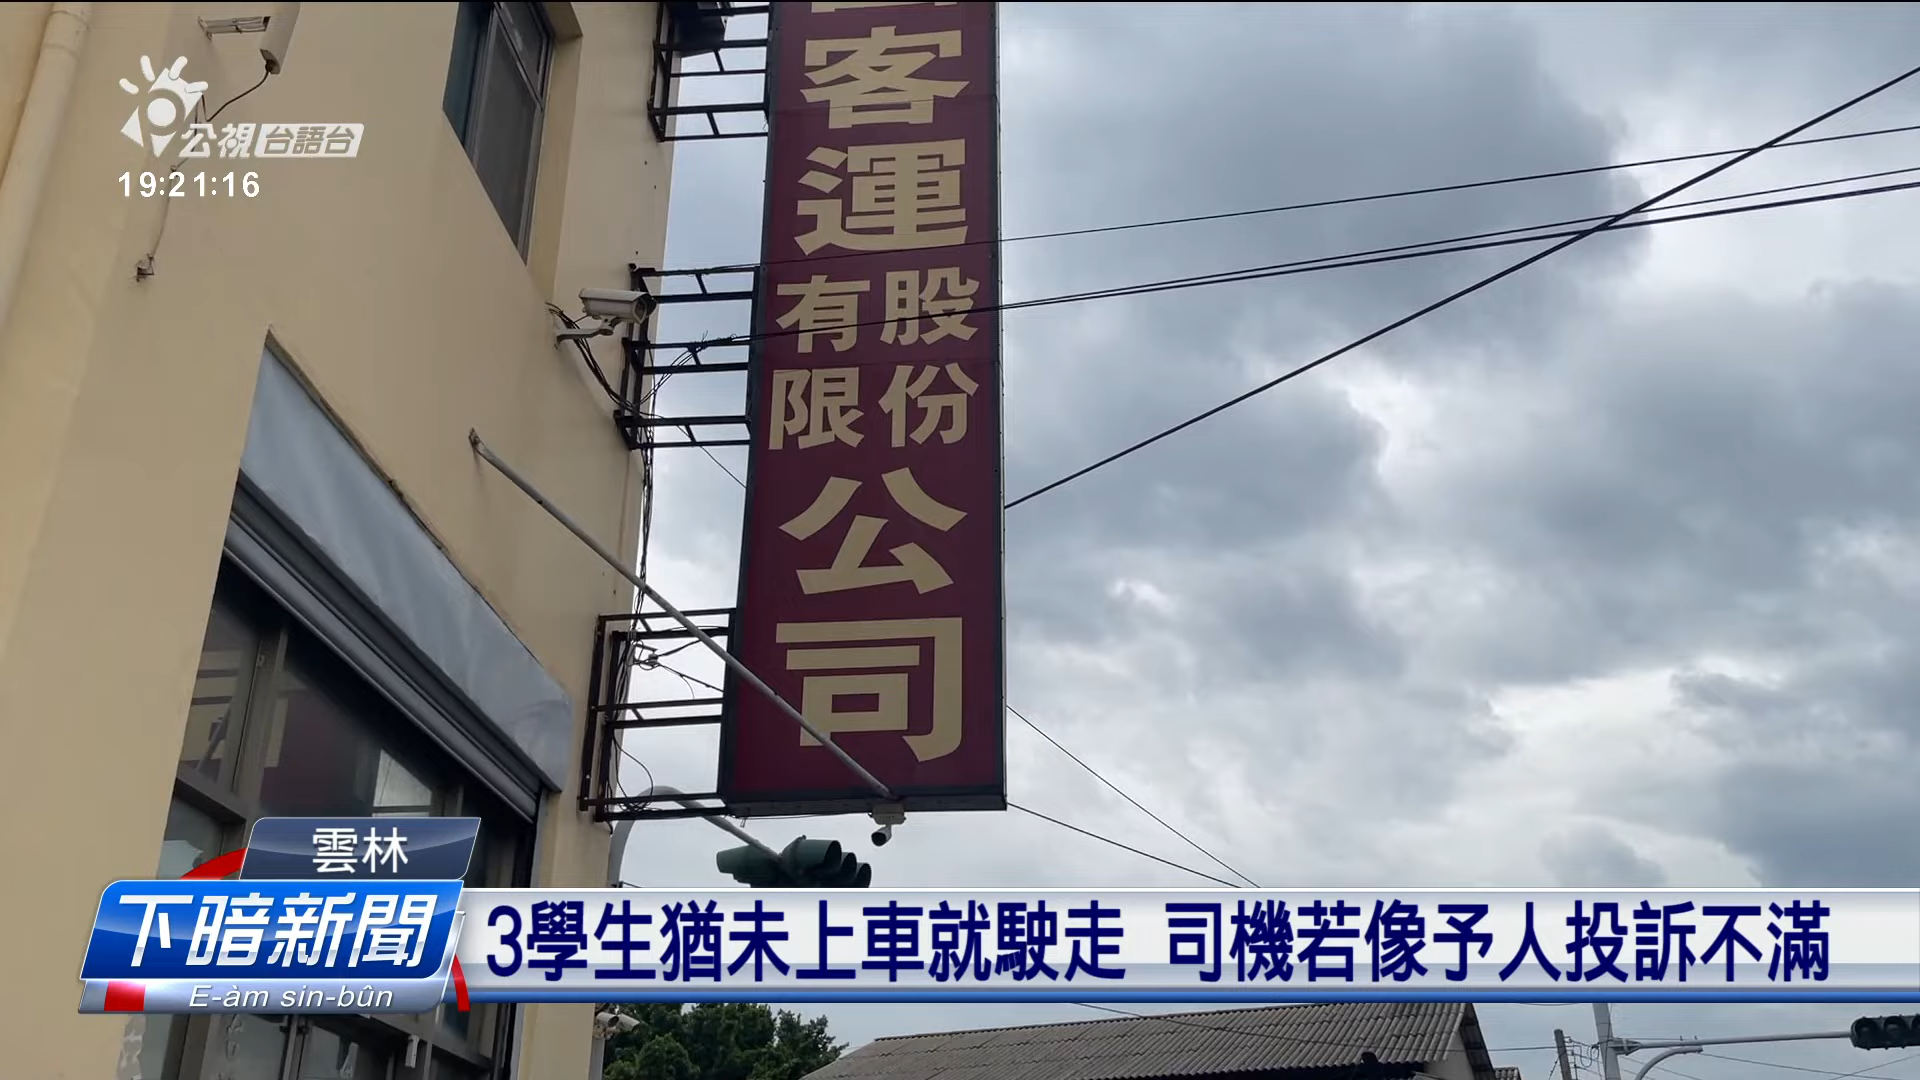 公視台語台
19:21:16
客運
股份
有限
公司
雲林
下暗新聞
E-àm sin-bûn
3學生猶未上車就駛走 司機若像予人投訴不滿